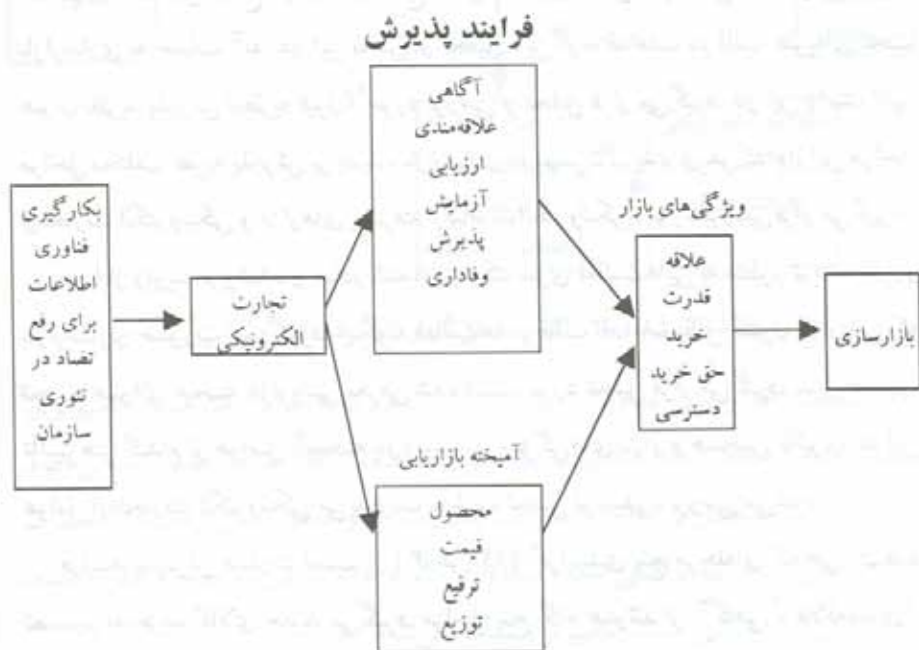 فرایند پذیرش
آگاهی
علاقه‌مندی
ارزیابی
آزمایش
پذیرش
وفاداری
بکارگیری
فناوری
اطلاعات
برای رفع
تضاد در
تئوری
سازمان
تجارت
الکترونیکی
آمیخته بازاریابی
محصول
قیمت
ترفیع
توزیع
ویژگی‌های بازار
علاقه
قدرت
خرید
حق خرید
دسترسی
بازارسازی